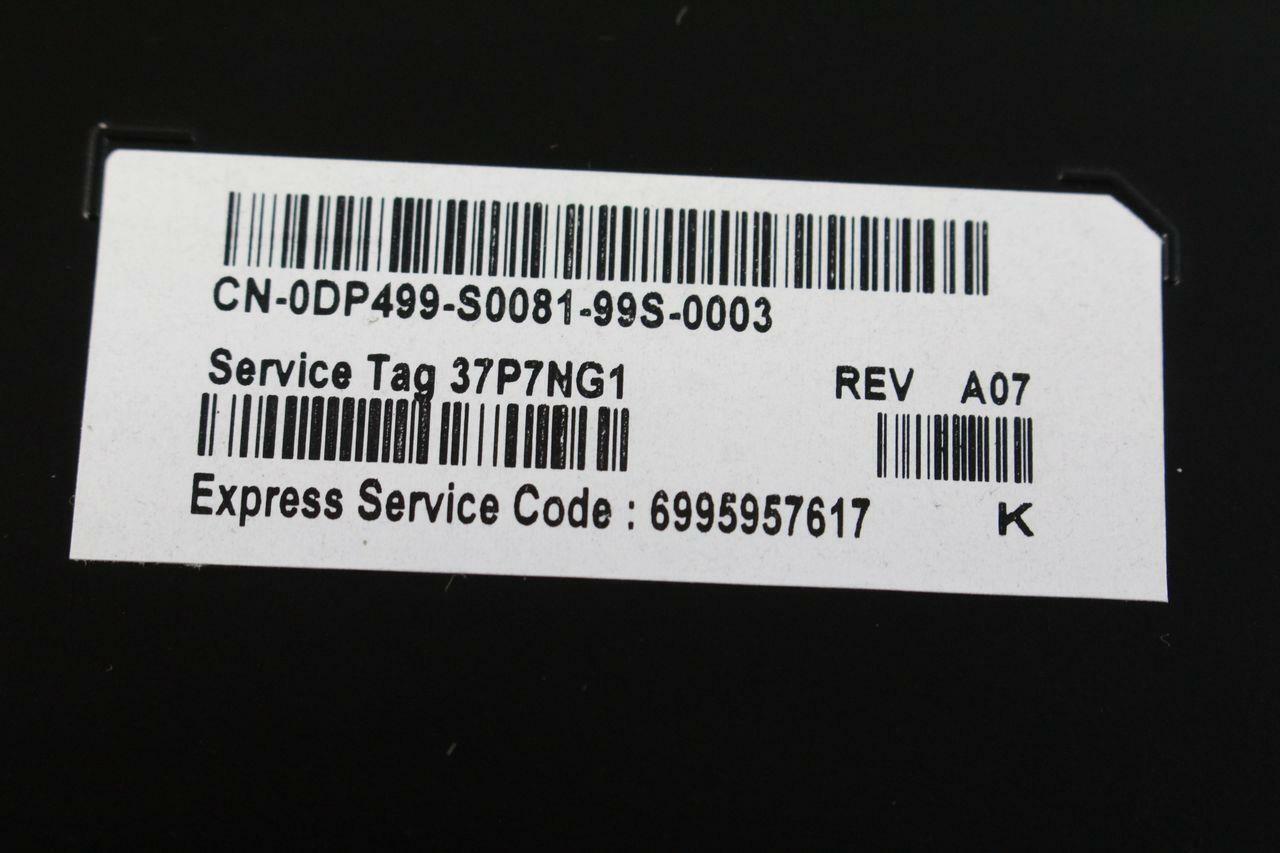 CN-0DP499-S0081-99S-0003
Service Tag 37P7NG1 REV A07
Express Service Code : 6995957617 K